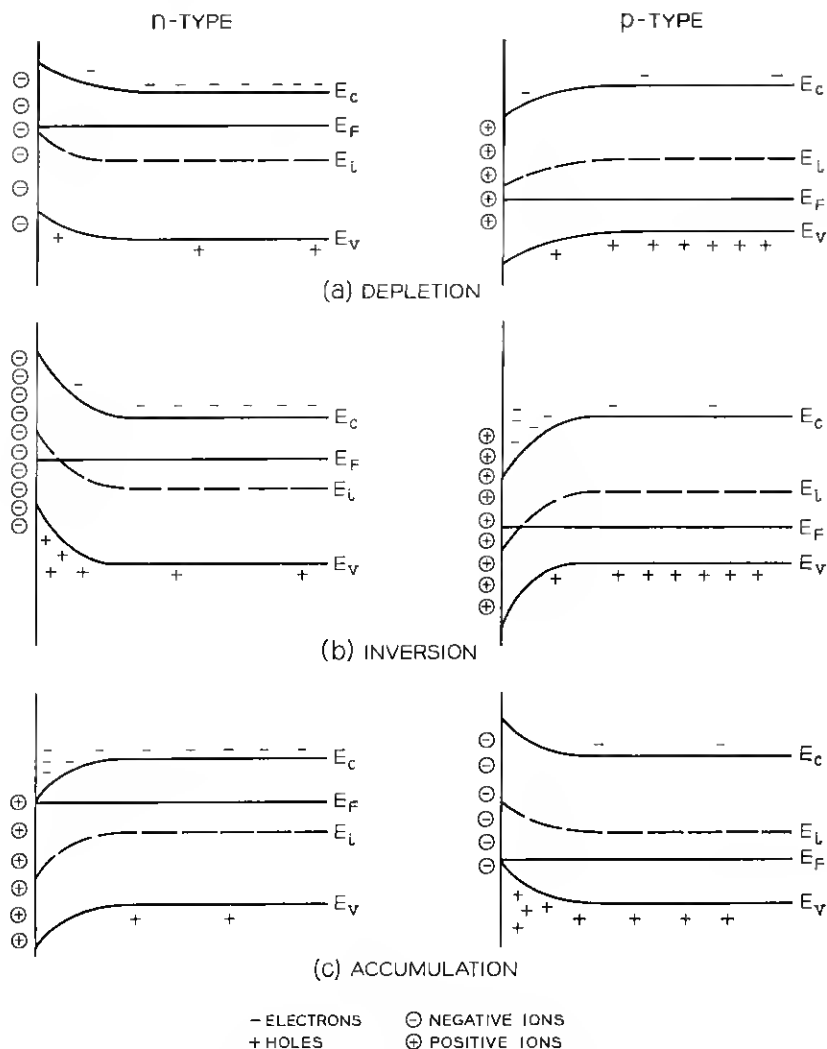 n-TYPE
p-TYPE
E_c
E_F
E_i
E_v
E_c
E_i
E_F
E_v
(a) DEPLETION
E_c
E_F
E_i
E_v
E_c
E_i
E_F
E_v
(b) INVERSION
E_c
E_F
E_i
E_v
E_c
E_i
E_F
E_v
(c) ACCUMULATION
− ELECTRONS
⊖ NEGATIVE IONS
+ HOLES
⊕ POSITIVE IONS